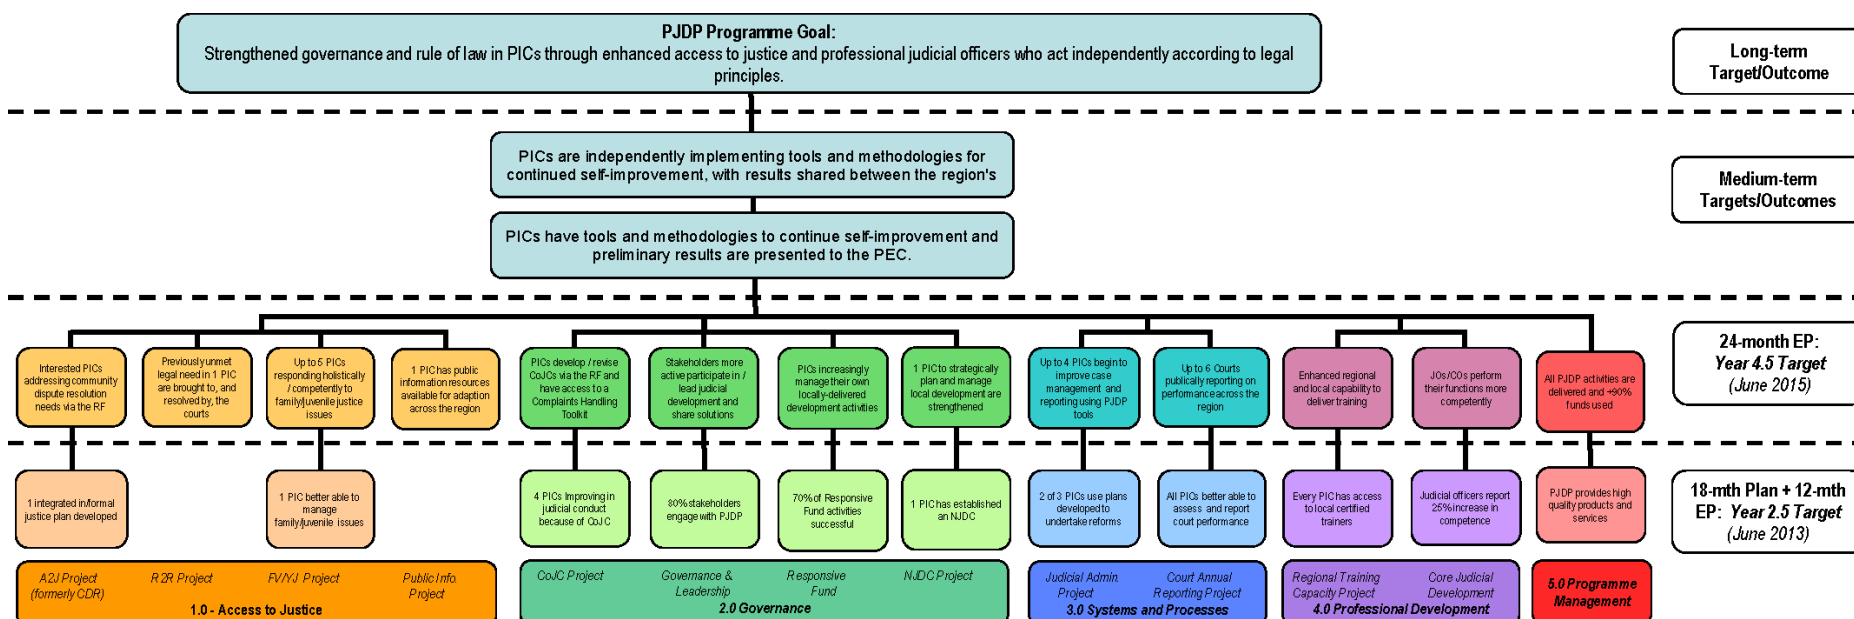 PJDP Programme Goal:
Strengthened governance and rule of law in PICs through enhanced access to justice and professional judicial officers who act independently according to legal
principles.
Long-term
Target/Outcome
PICs are independently implementing tools and methodologies for
continued self-improvement, with results shared between the region's
PICs have tools and methodologies to continue self-improvement and
preliminary results are presented to the PEC.
Medium-term
Targets/Outcomes
Interested PICs
addressing community
dispute resolution
needs via the RF
Previously unmet
legal need in 1 PIC
are brought to, and
resolved by, the
courts
Up to 5 PICs
responding holistically
/ competently to
family/juvenile justice
issues
1 PIC has public
information resources
available for adaption
across the region
PICs develop / revise
CoJCs via the RF and
have access to a
Complaints Handling
Toolkit
Stakeholders more
active participate in /
lead judicial
development and
share solutions
PICs increasingly
manage their own
locally-delivered
development activities
1 PIC to strategically
plan and manage
local development are
strengthened
Up to 4 PICs begin to
improve case
management and
reporting using PJDP
tools
Up to 6 Courts
publically reporting on
performance across the
region
Enhanced regional
and local capability to
deliver training
JOs/COs perform
their functions more
competently
All PJDP activities are
delivered and +90%
funds used
24-month EP:
Year 4.5 Target
(June 2015)
1 integrated in/formal
justice plan developed
1 PIC better able to
manage
family/juvenile issues
4 PICs Improving in
judicial conduct
because of CoJC
80% stakeholders
engage with PJDP
70% of Responsive
Fund activities
successful
1 PIC has established
an NJDC
2 of 3 PICs use plans
developed to
undertake reforms
All PICs better able to
assess and report
court performance
Every PIC has access
to local certified
trainers
Judicial officers report
25% increase in
competence
PJDP provides high
quality products and
services
18-mth Plan + 12-mth
EP: Year 2.5 Target
(June 2013)
A2J Project
(formerly CDR)
R2R Project
FV/YJ Project
Public Info.
Project
1.0 - Access to Justice
CoJC Project
Governance &
Leadership
Responsive
Fund
NJDC Project
2.0 Governance
Judicial Admin.
Project
Court Annual
Reporting Project
3.0 Systems and Processes
Regional Training
Capacity Project
Core Judicial
Development
4.0 Professional Development
5.0 Programme
Management